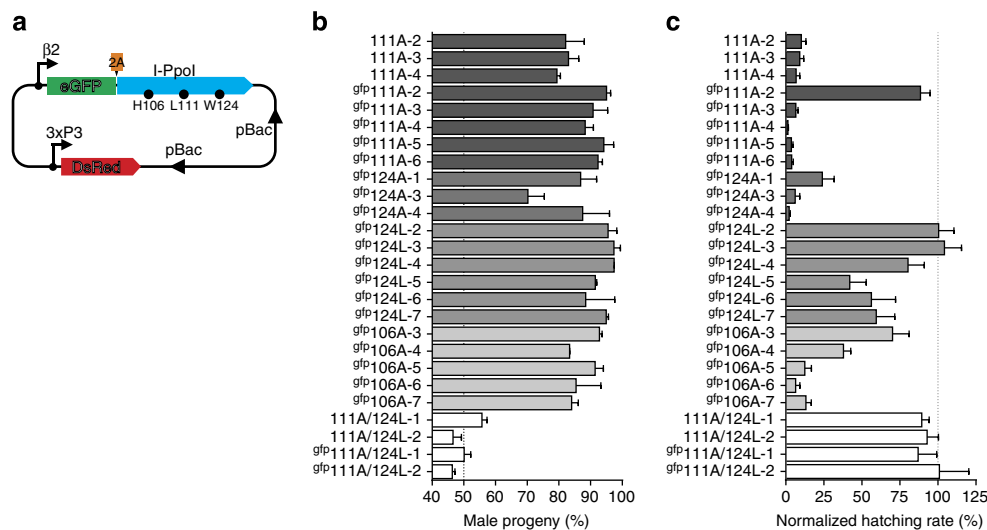 a
β2
2A
I-PpoI
eGFP
H106 L111 W124
3xP3
pBac
DsRed
pBac
b
111A-2
111A-3
111A-4
gfp111A-2
gfp111A-3
gfp111A-4
gfp111A-5
gfp111A-6
gfp124A-1
gfp124A-3
gfp124A-4
gfp124L-2
gfp124L-3
gfp124L-4
gfp124L-5
gfp124L-6
gfp124L-7
gfp106A-3
gfp106A-4
gfp106A-5
gfp106A-6
gfp106A-7
111A/124L-1
111A/124L-2
gfp111A/124L-1
gfp111A/124L-2
40 50 60 70 80 90 100
Male progeny (%)
c
111A-2
111A-3
111A-4
gfp111A-2
gfp111A-3
gfp111A-4
gfp111A-5
gfp111A-6
gfp124A-1
gfp124A-3
gfp124A-4
gfp124L-2
gfp124L-3
gfp124L-4
gfp124L-5
gfp124L-6
gfp124L-7
gfp106A-3
gfp106A-4
gfp106A-5
gfp106A-6
gfp106A-7
111A/124L-1
111A/124L-2
gfp111A/124L-1
gfp111A/124L-2
0 25 50 75 100 125
Normalized hatching rate (%)